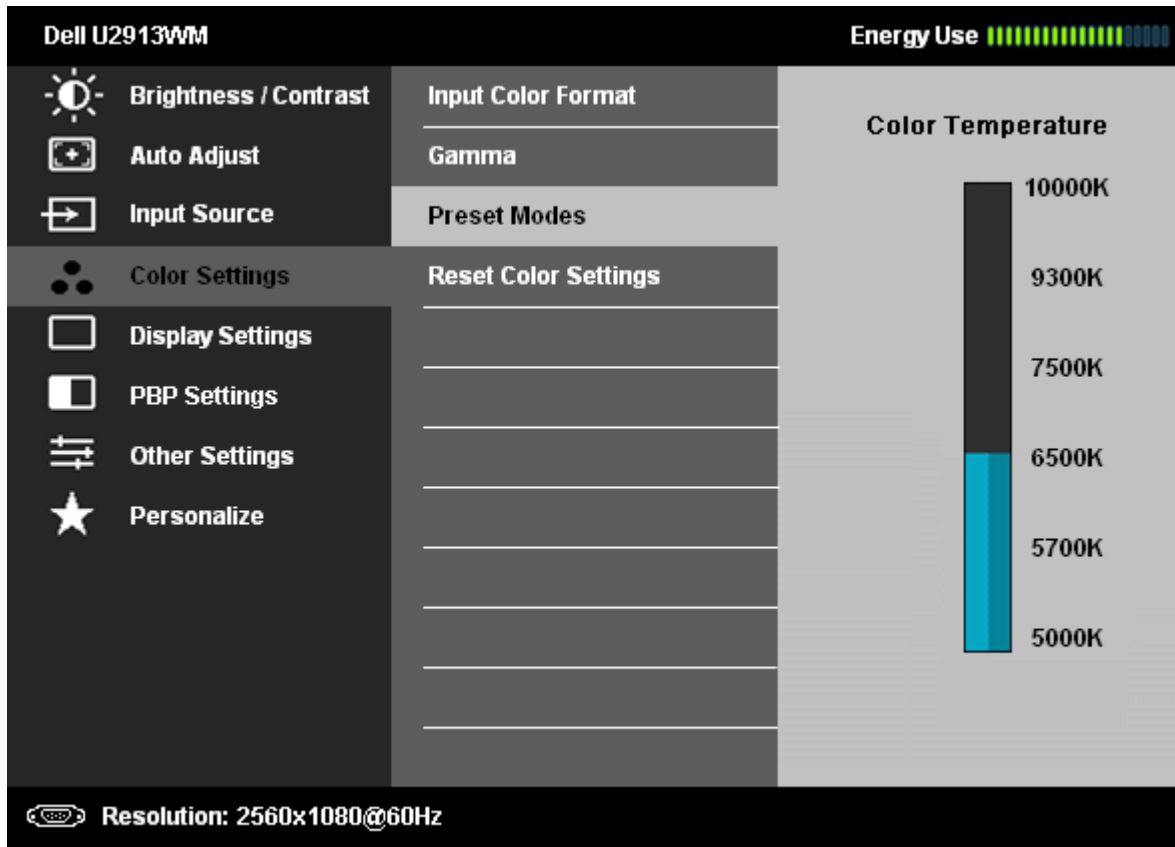 Dell U2913WM
Energy Use
Brightness / Contrast
Auto Adjust
Input Source
Color Settings
Display Settings
PBP Settings
Other Settings
Personalize
Input Color Format
Gamma
Preset Modes
Reset Color Settings
Color Temperature
10000K
9300K
7500K
6500K
5700K
5000K
Resolution: 2560x1080@60Hz